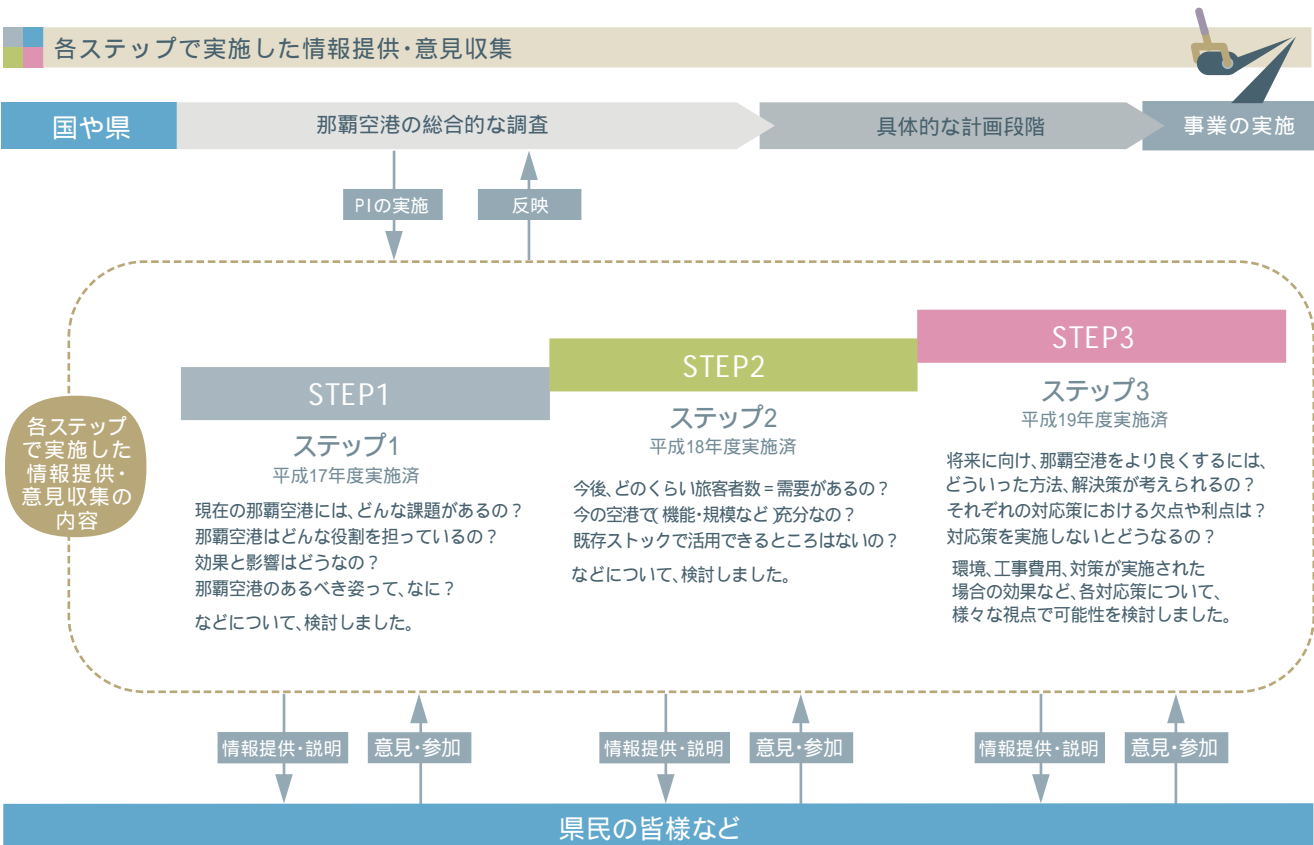 各ステップで実施した情報提供・意見収集
国や県
那覇空港の総合的な調査
具体的な計画段階
事業の実施
PIの実施
反映
各ステップ
で実施した
情報提供・
意見収集の
内容
STEP1
ステップ1
平成17年度実施済
現在の那覇空港には、どんな課題があるの？
那覇空港はどんな役割を担っているの？
効果と影響はどうなの？
那覇空港のあるべき姿って、なに？
などについて、検討しました。
STEP2
ステップ2
平成18年度実施済
今後、どのくらい旅客者数=需要があるの？
今の空港で（機能・規模など）充分なの？
既存ストックで活用できるところはないの？
などについて、検討しました。
STEP3
ステップ3
平成19年度実施済
将来に向け、那覇空港をより良くするには、
どういった方法、解決策が考えられるの？
それぞれの対応策における欠点や利点は？
対応策を実施しないとどうなるの？
環境、工事費用、対策が実施された
場合の効果など、各対応策について、
様々な視点で可能性を検討しました。
情報提供・説明
意見・参加
情報提供・説明
意見・参加
情報提供・説明
意見・参加
県民の皆様など